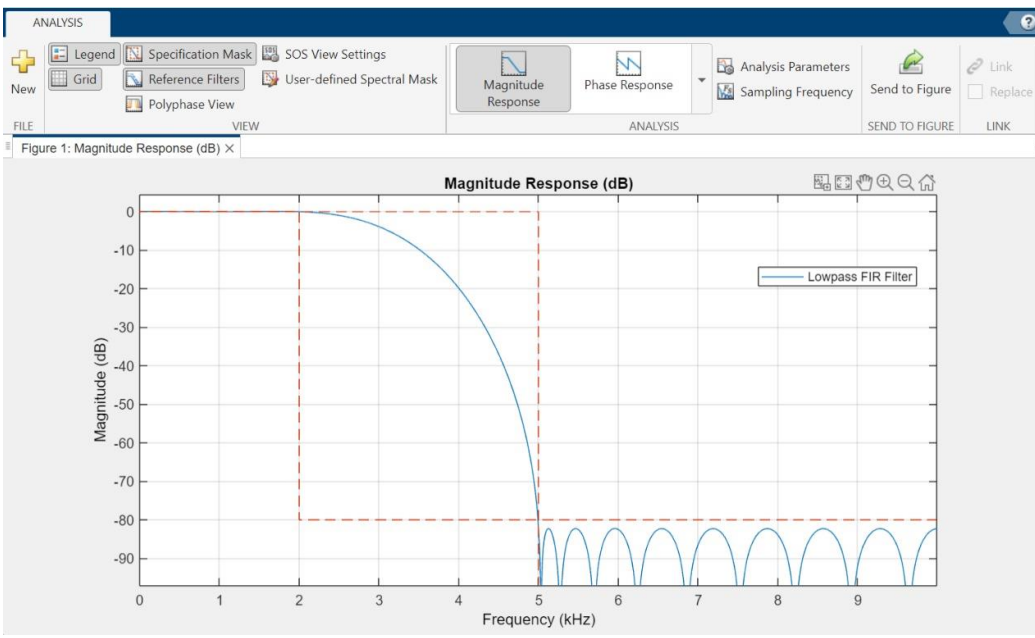 ANALYSIS
?
New
Legend
Grid
Specification Mask
Reference Filters
Polyphase View
SOS View Settings
User-defined Spectral Mask
Magnitude
Response
Phase Response
Analysis Parameters
Sampling Frequency
Send to Figure
Link
Replace
FILE
VIEW
ANALYSIS
SEND TO FIGURE
LINK
Figure 1: Magnitude Response (dB) ×
Magnitude Response (dB)
Lowpass FIR Filter
Magnitude (dB)
0
-10
-20
-30
-40
-50
-60
-70
-80
-90
0 1 2 3 4 5 6 7 8 9
Frequency (kHz)